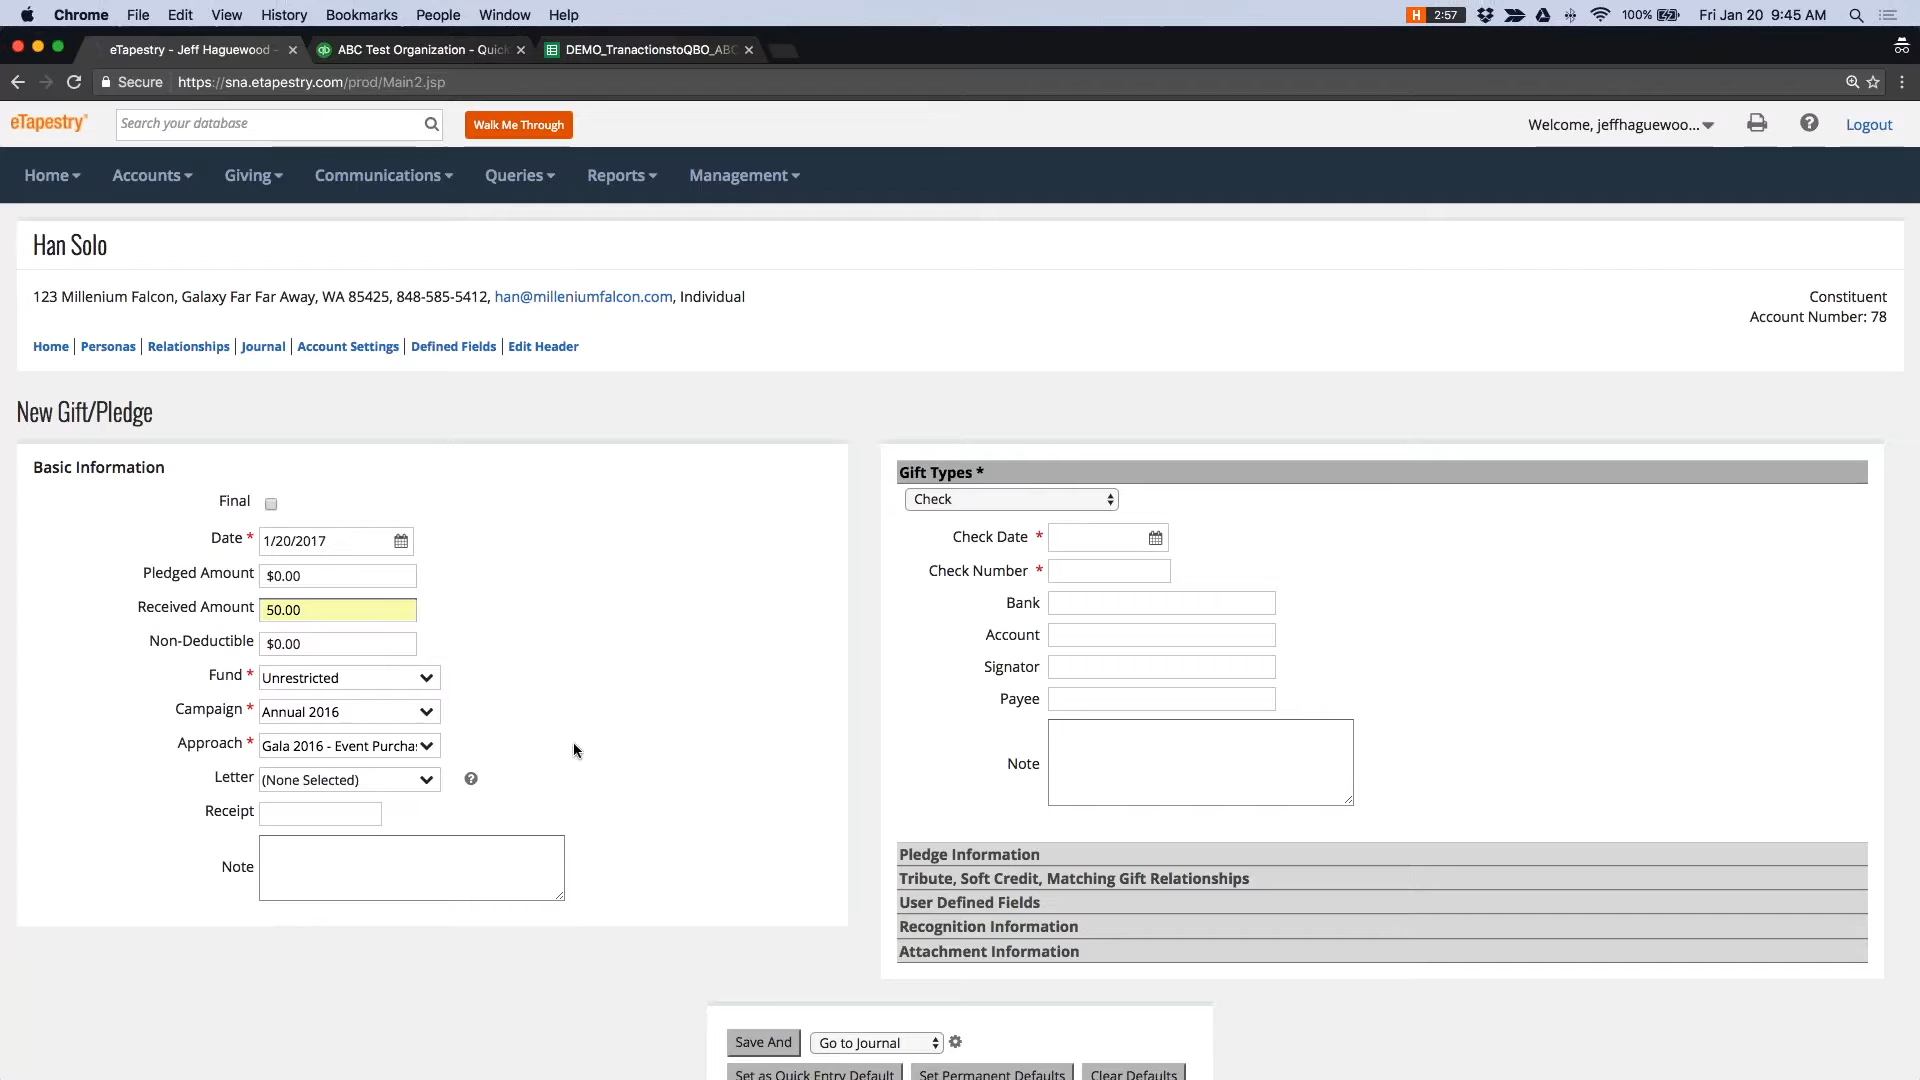 Chrome File Edit View History Bookmarks People Window Help H 2:57 100% Fri Jan 20 9:45 AM
eTapestry - Jeff Haguewood - ABC Test Organization - Quick DEMO_TranactionstoQBO_ABC
Secure https://sna.etapestry.com/prod/Main2.jsp
eTapestry Search your database Walk Me Through Welcome, jeffhaguewoo... Logout
Home Accounts Giving Communications Queries Reports Management
Han Solo
123 Millenium Falcon, Galaxy Far Far Away, WA 85425, 848-585-5412, han@milleniumfalcon.com, Individual
Constituent
Account Number: 78
Home Personas Relationships Journal Account Settings Defined Fields Edit Header
New Gift/Pledge
Basic Information
Final
Date * 1/20/2017
Pledged Amount $0.00
Received Amount 50.00
Non-Deductible $0.00
Fund * Unrestricted
Campaign * Annual 2016
Approach * Gala 2016 - Event Purcha
Letter (None Selected)
Receipt
Note
Gift Types *
Check
Check Date *
Check Number *
Bank
Account
Signator
Payee
Note
Pledge Information
Tribute, Soft Credit, Matching Gift Relationships
User Defined Fields
Recognition Information
Attachment Information
Save And Go to Journal
Set as Quick Entry Default Set Permanent Defaults Clear Defaults